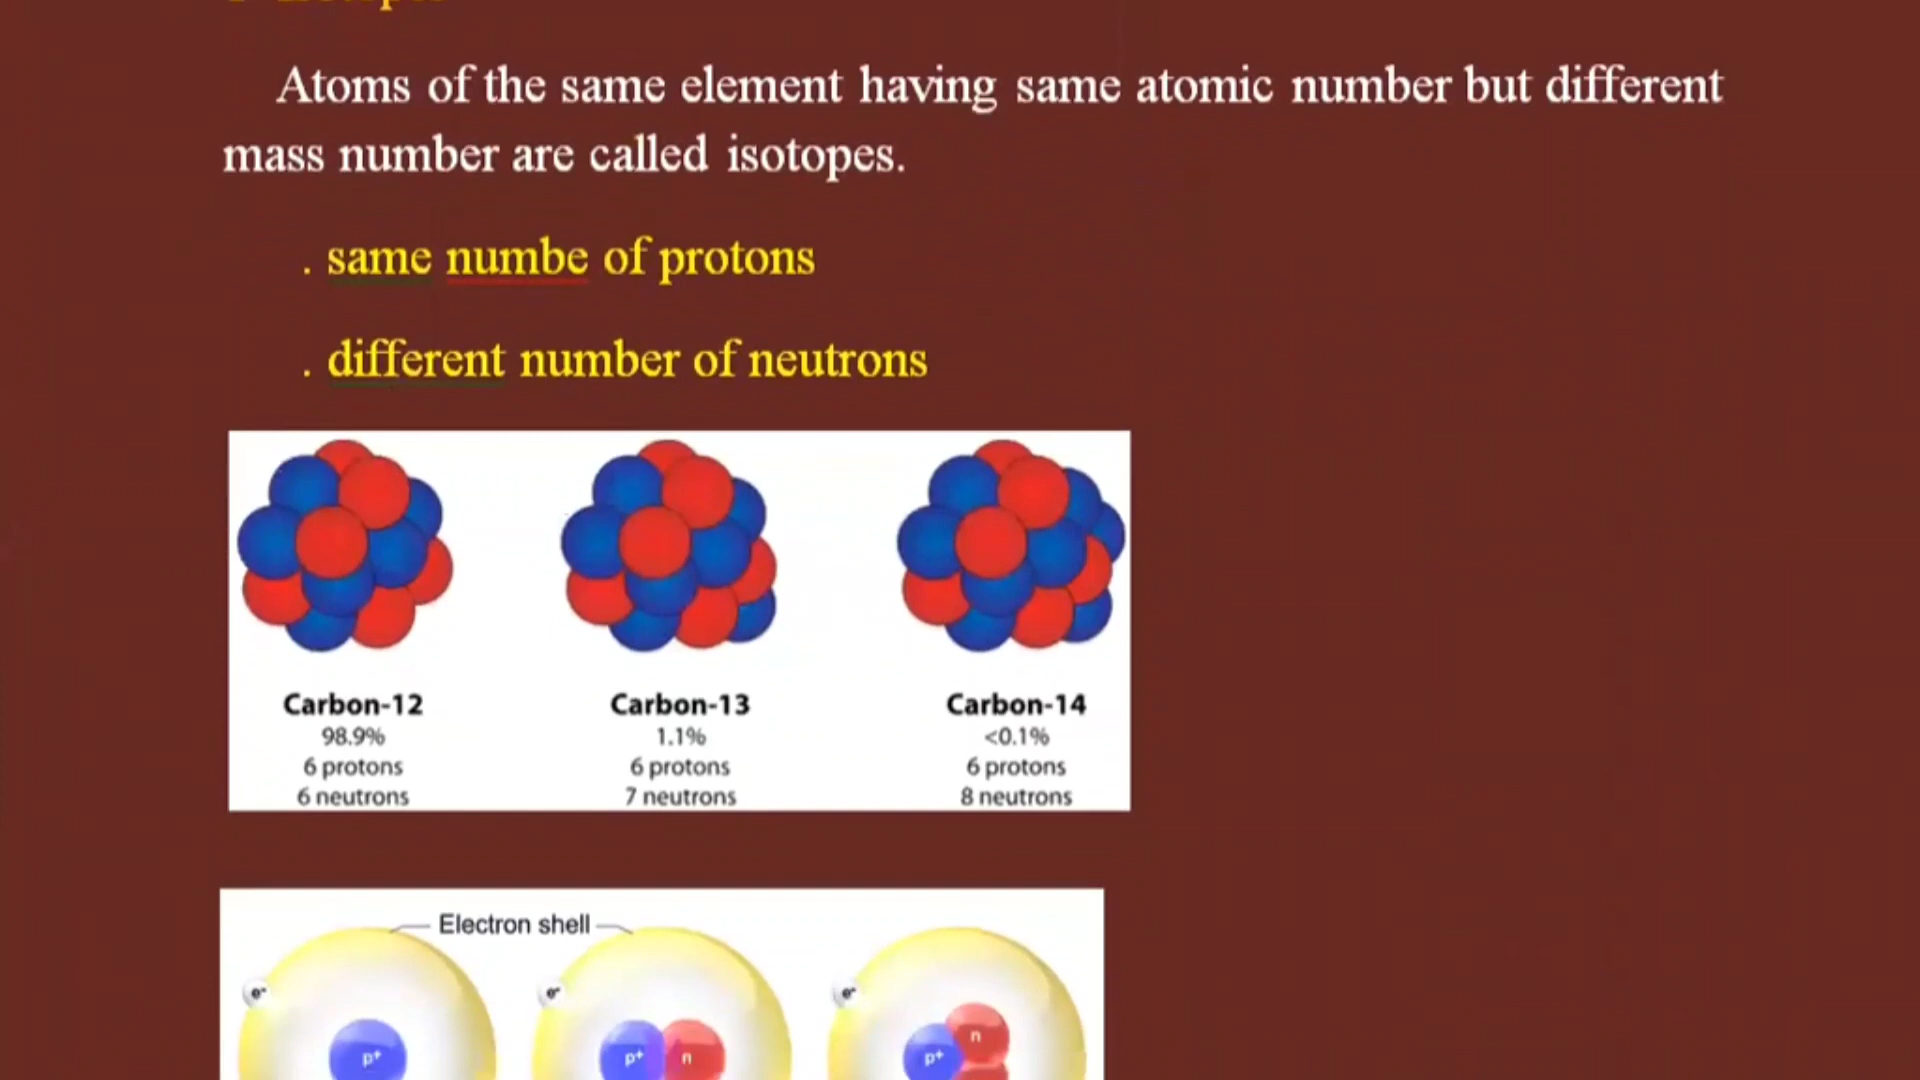 Atoms of the same element having same atomic number but different
mass number are called isotopes.
. same numbe of protons
. different number of neutrons
Carbon-12
98.9%
6 protons
6 neutrons
Carbon-13
1.1%
6 protons
7 neutrons
Carbon-14
<0.1%
6 protons
8 neutrons
Electron shell
e-
e-
e-
p+
p+ n
n
p+